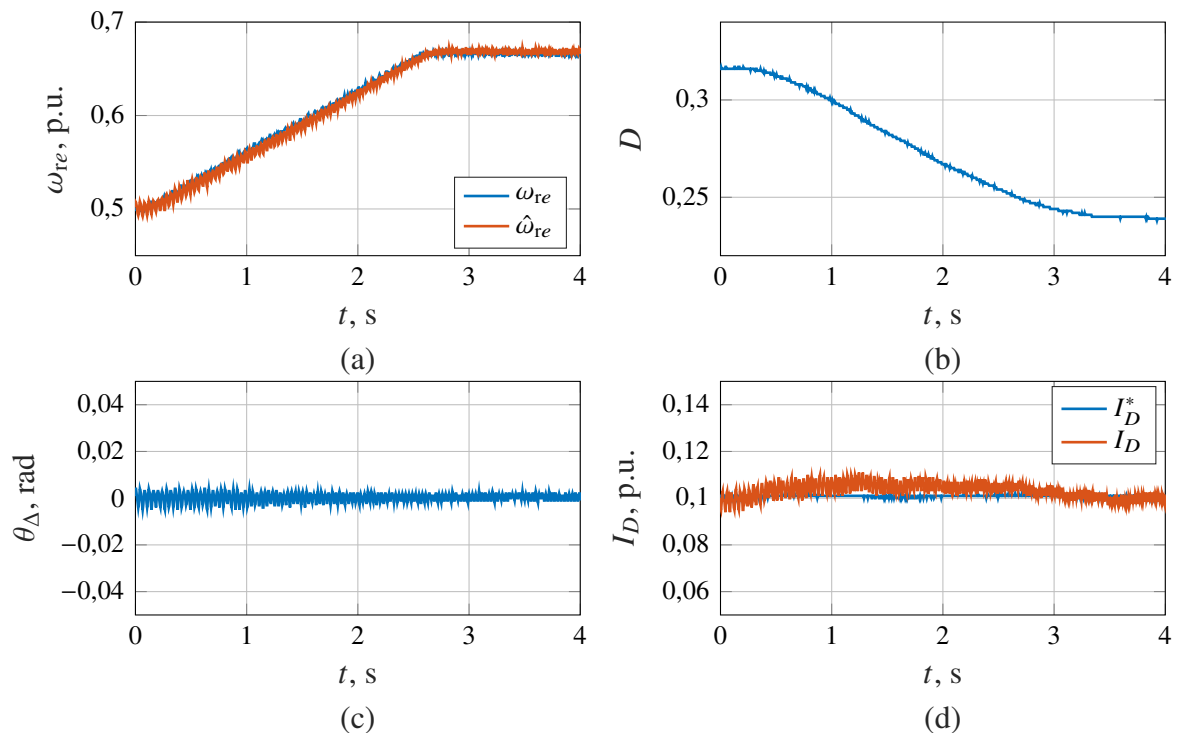 0,7
0,6
0,5
ω_re, p.u.
ω_re
ω̂_re
0 1 2 3 4
t, s
(a)
0,3
0,25
D
0 1 2 3 4
t, s
(b)
0,04
0,02
0
−0,02
−0,04
θ_Δ, rad
0 1 2 3 4
t, s
(c)
0,14
0,12
0,1
0,08
0,06
I_D, p.u.
I_D^*
I_D
0 1 2 3 4
t, s
(d)